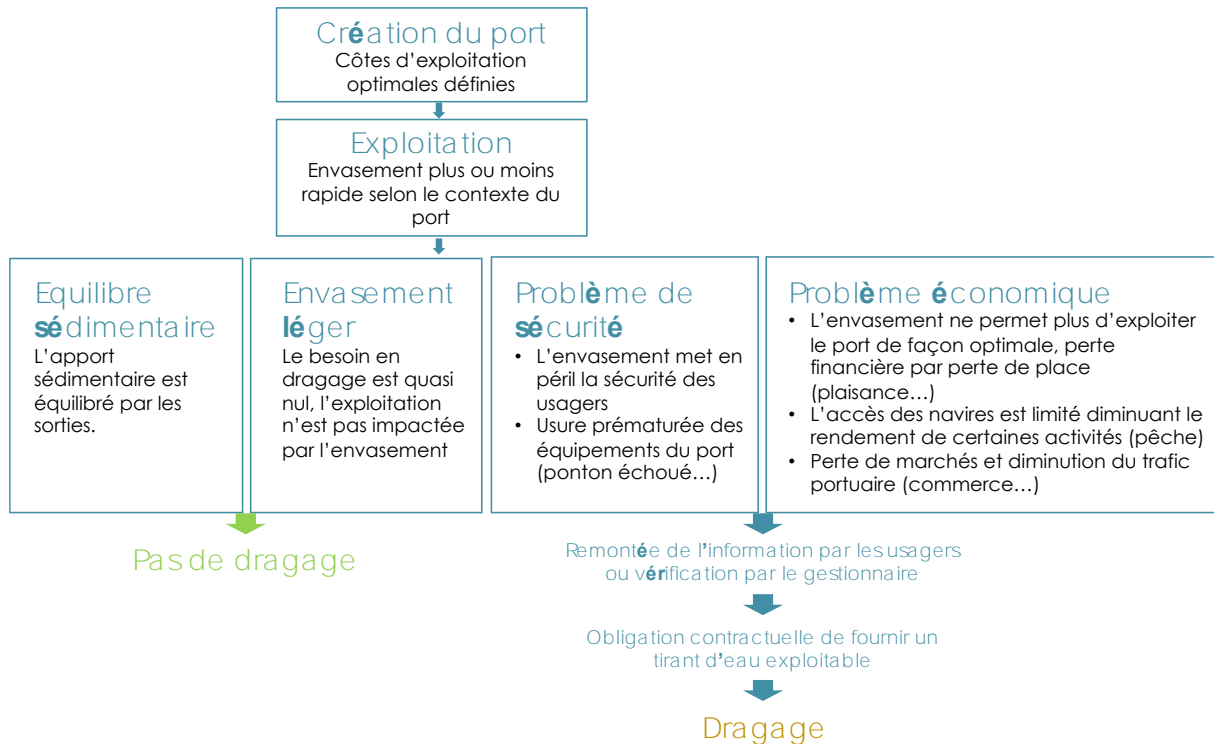 Création du port
Côtes d'exploitation
optimales définies
Exploitation
Envasement plus ou moins
rapide selon le contexte du
port
Equilibre
sédimentaire
L'apport
sédimentaire est
équilibré par les
sorties.
Envasement
léger
Le besoin en
dragage est quasi
nul, l'exploitation
n'est pas impactée
par l'envasement
Problème de
sécurité
• L'envasement met en
péril la sécurité des
usagers
• Usure prématurée des
équipements du port
(ponton échoué…)
Problème économique
• L'envasement ne permet plus d'exploiter
le port de façon optimale, perte
financière par perte de place
(plaisance…)
• L'accès des navires est limité diminuant le
rendement de certaines activités (pêche)
• Perte de marchés et diminution du trafic
portuaire (commerce…)
Pas de dragage
Remontée de l'information par les usagers
ou vérification par le gestionnaire
Obligation contractuelle de fournir un
tirant d'eau exploitable
Dragage